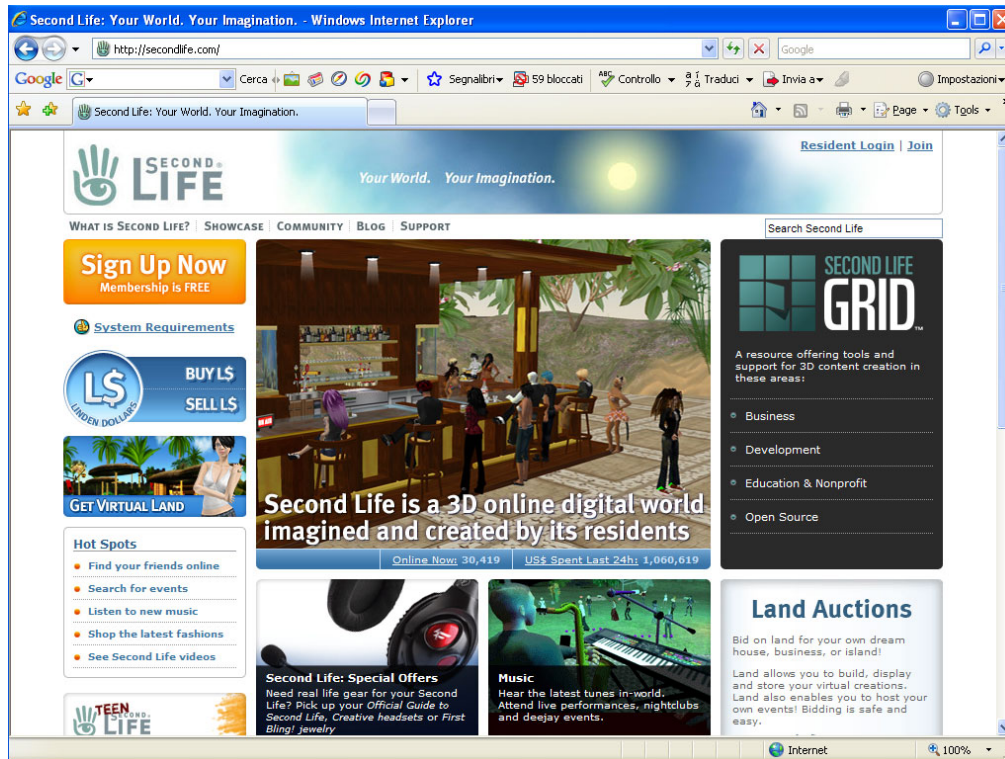 Second Life: Your World. Your Imagination. - Windows Internet Explorer
http://secondlife.com/
Google
Google G Cerca Segnalibri 59 bloccati ABC Controllo Traduci Invia a Impostazioni
Second Life: Your World. Your Imagination.
Page Tools
Resident Login | Join
SECOND LIFE
Your World. Your Imagination.
WHAT IS SECOND LIFE? | SHOWCASE | COMMUNITY | BLOG | SUPPORT
Search Second Life
Sign Up Now
Membership is FREE
System Requirements
L$
LINDEN DOLLARS
BUY L$
SELL L$
GET VIRTUAL LAND
Hot Spots
Find your friends online
Search for events
Listen to new music
Shop the latest fashions
See Second Life videos
TEEN SECOND LIFE
Second Life is a 3D online digital world
imagined and created by its residents
Online Now: 30,419 US$ Spent Last 24h: 1,060,619
Second Life: Special Offers
Need real life gear for your Second
Life? Pick up your Official Guide to
Second Life, Creative headsets or First
Bling! jewelry
Music
Hear the latest tunes in-world.
Attend live performances, nightclubs
and deejay events.
SECOND LIFE
GRID™
A resource offering tools and
support for 3D content creation in
these areas:
Business
Development
Education & Nonprofit
Open Source
Land Auctions
Bid on land for your own dream
house, business, or island!
Land allows you to build, display
and store your virtual creations.
Land also enables you to host your
own events! Bidding is safe and
easy.
Internet 100%